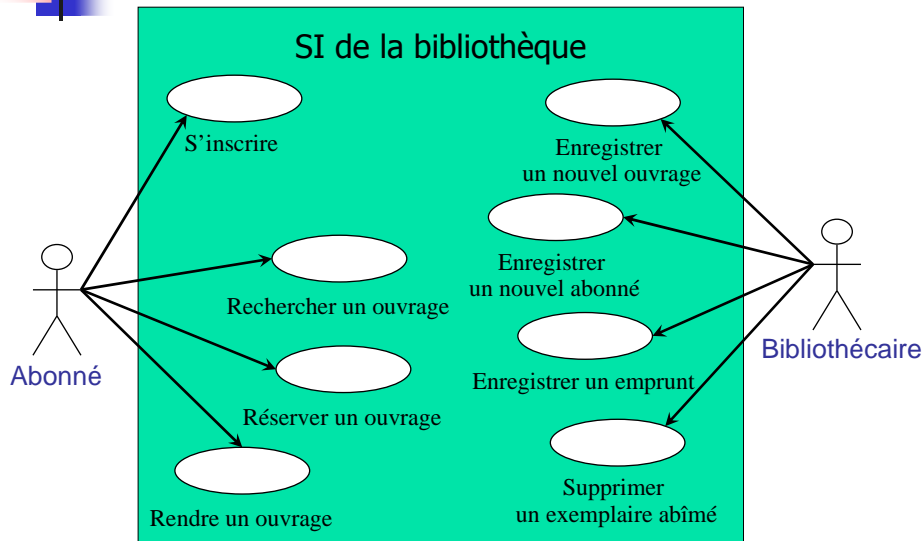 SI de la bibliothèque
S’inscrire
Enregistrer
un nouvel ouvrage
Enregistrer
un nouvel abonné
Rechercher un ouvrage
Abonné
Bibliothécaire
Enregistrer un emprunt
Réserver un ouvrage
Supprimer
un exemplaire abîmé
Rendre un ouvrage